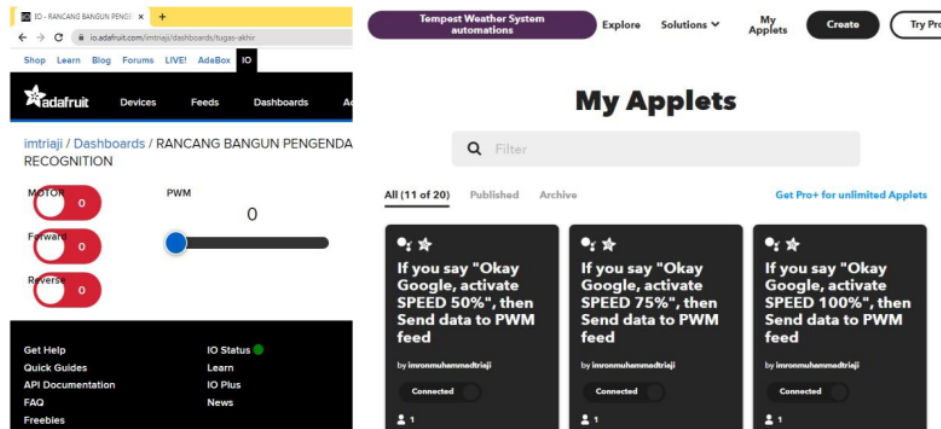 IO - RANCANG BANGUN PENGE
io.adafruit.com/imtriaji/dashboards/tugas-akhir
Shop Learn Blog Forums LIVE! AdaBox IO
adafruit Devices Feeds Dashboards
imtriaji / Dashboards / RANCANG BANGUN PENGENDA
RECOGNITION
MOTOR
0
Forward
0
Reverse
0
PWM
0
Get Help
Quick Guides
API Documentation
FAQ
Freebies
IO Status
Learn
IO Plus
News
Tempest Weather System
automations
Explore
Solutions
My
Applets
Create
Try Pro
My Applets
Filter
All (11 of 20) Published Archive
Get Pro+ for unlimited Applets
If you say "Okay
Google, activate
SPEED 50%", then
Send data to PWM
feed
by imronmuhammadtriaji
Connected
1
If you say "Okay
Google, activate
SPEED 75%", then
Send data to PWM
feed
by imronmuhammadtriaji
Connected
1
If you say "Okay
Google, activate
SPEED 100%", then
Send data to PWM
feed
by imronmuhammadtriaji
Connected
1